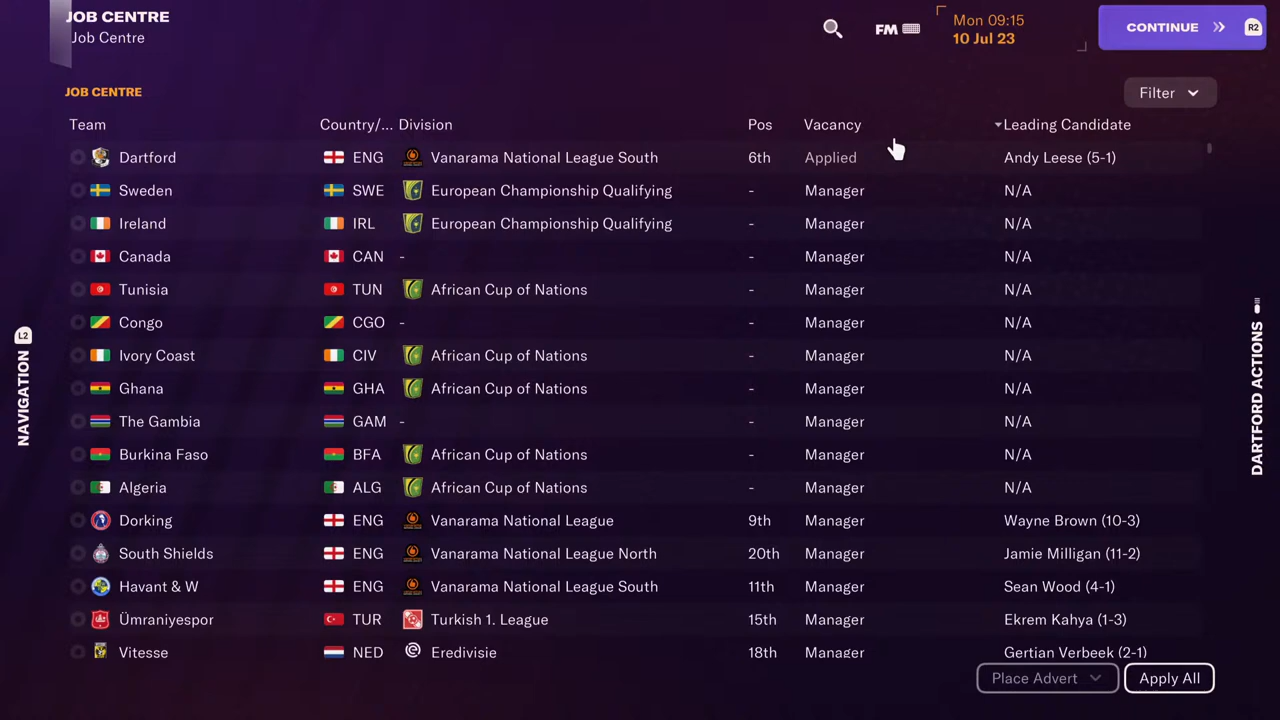 JOB CENTRE
Job Centre
FM
Mon 09:15
10 Jul 23
CONTINUE R2
JOB CENTRE
Filter
Team Country/... Division Pos Vacancy Leading Candidate
Dartford ENG Vanarama National League South 6th Applied Andy Leese (5-1)
Sweden SWE European Championship Qualifying - Manager N/A
Ireland IRL European Championship Qualifying - Manager N/A
Canada CAN - - Manager N/A
Tunisia TUN African Cup of Nations - Manager N/A
Congo CGO - - Manager N/A
Ivory Coast CIV African Cup of Nations - Manager N/A
Ghana GHA African Cup of Nations - Manager N/A
The Gambia GAM - - Manager N/A
Burkina Faso BFA African Cup of Nations - Manager N/A
Algeria ALG African Cup of Nations - Manager N/A
Dorking ENG Vanarama National League 9th Manager Wayne Brown (10-3)
South Shields ENG Vanarama National League North 20th Manager Jamie Milligan (11-2)
Havant & W ENG Vanarama National League South 11th Manager Sean Wood (4-1)
Ümraniyespor TUR Turkish 1. League 15th Manager Ekrem Kahya (1-3)
Vitesse NED Eredivisie 18th Manager Gertian Verbeek (2-1)
Place Advert
Apply All
L2
NAVIGATION
DARTFORD ACTIONS